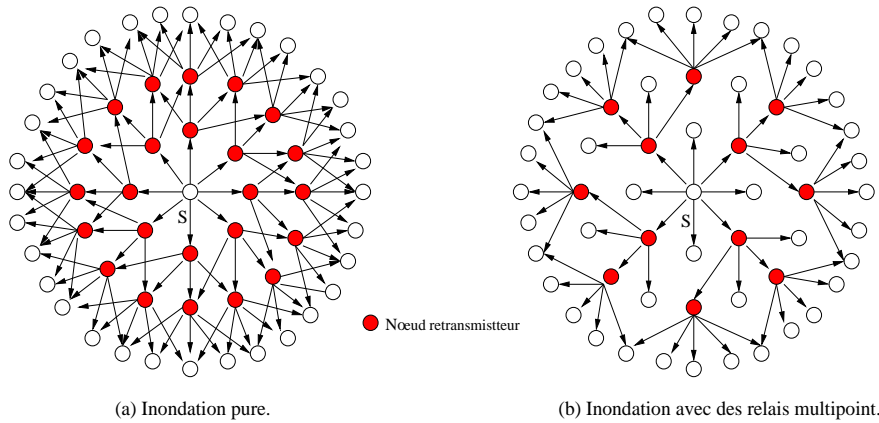 S
S
Nœud retransmistteur
(a) Inondation pure.
(b) Inondation avec des relais multipoint.